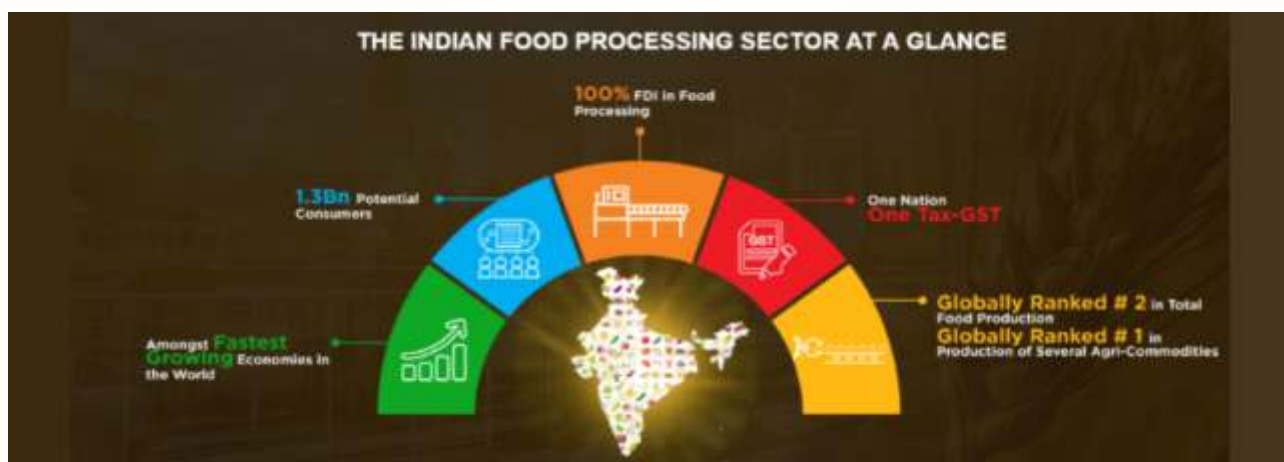 THE INDIAN FOOD PROCESSING SECTOR AT A GLANCE
100% FDI in Food
Processing
1.3Bn Potential
Consumers
One Nation
One Tax-GST
GST
Amongst Fastest
Growing Economies in
the World
Globally Ranked # 2 in Total
Food Production
Globally Ranked # 1 in
Production of Several Agri-Commodities